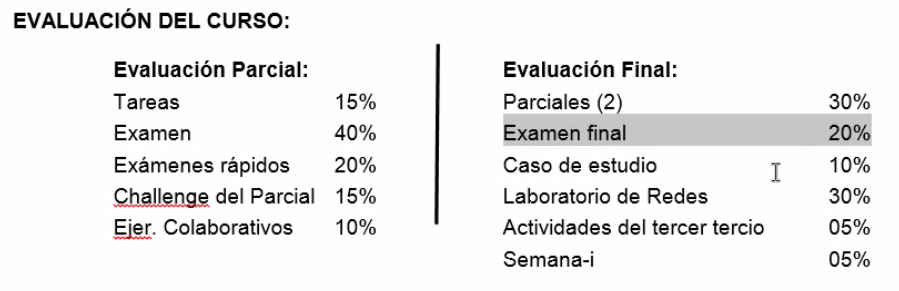 EVALUACIÓN DEL CURSO:
Evaluación Parcial:
Tareas 15%
Examen 40%
Exámenes rápidos 20%
Challenge del Parcial 15%
Ejer. Colaborativos 10%
Evaluación Final:
Parciales (2) 30%
Examen final 20%
Caso de estudio 10%
Laboratorio de Redes 30%
Actividades del tercer tercio 05%
Semana-i 05%